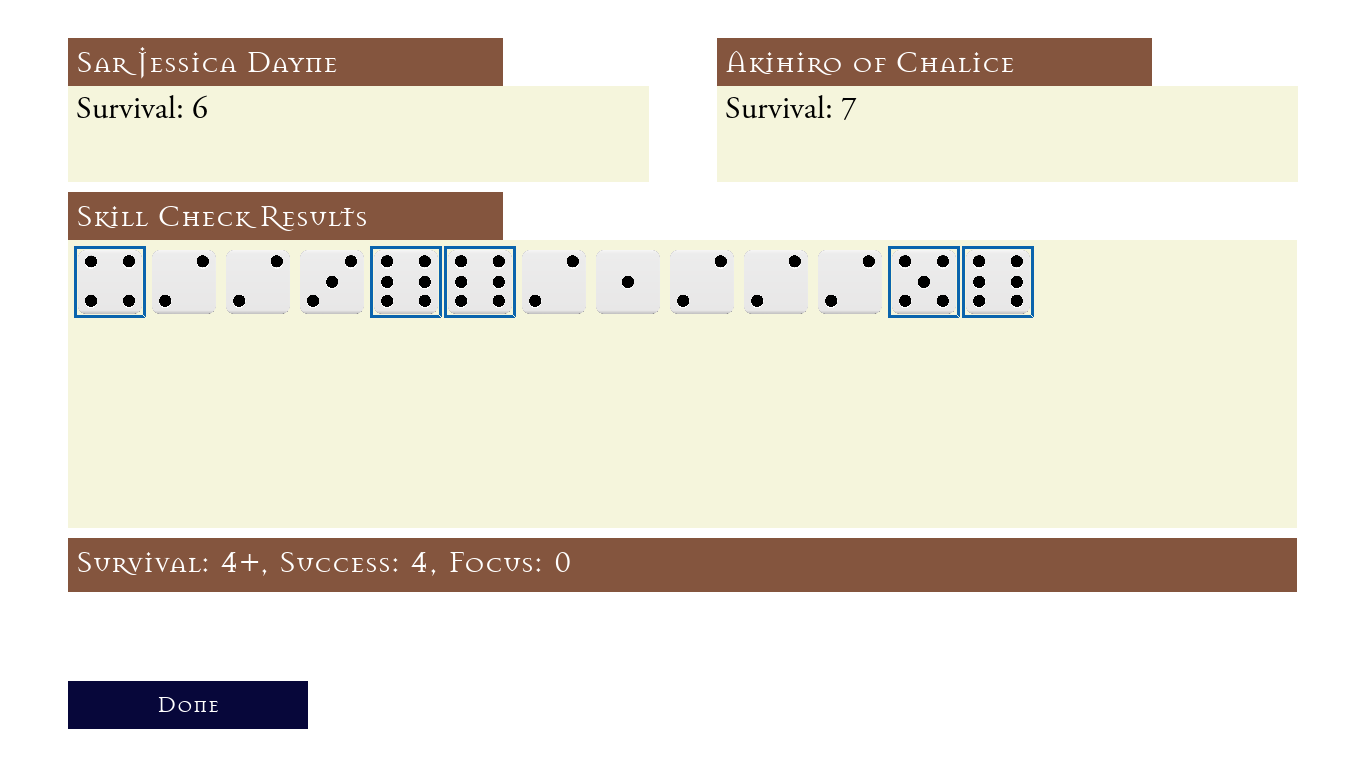 Sar Jessica Dayne
Survival: 6
Akihiro of Chalice
Survival: 7
Skill Check Results
Survival: 4+, Success: 4, Focus: 0
Done